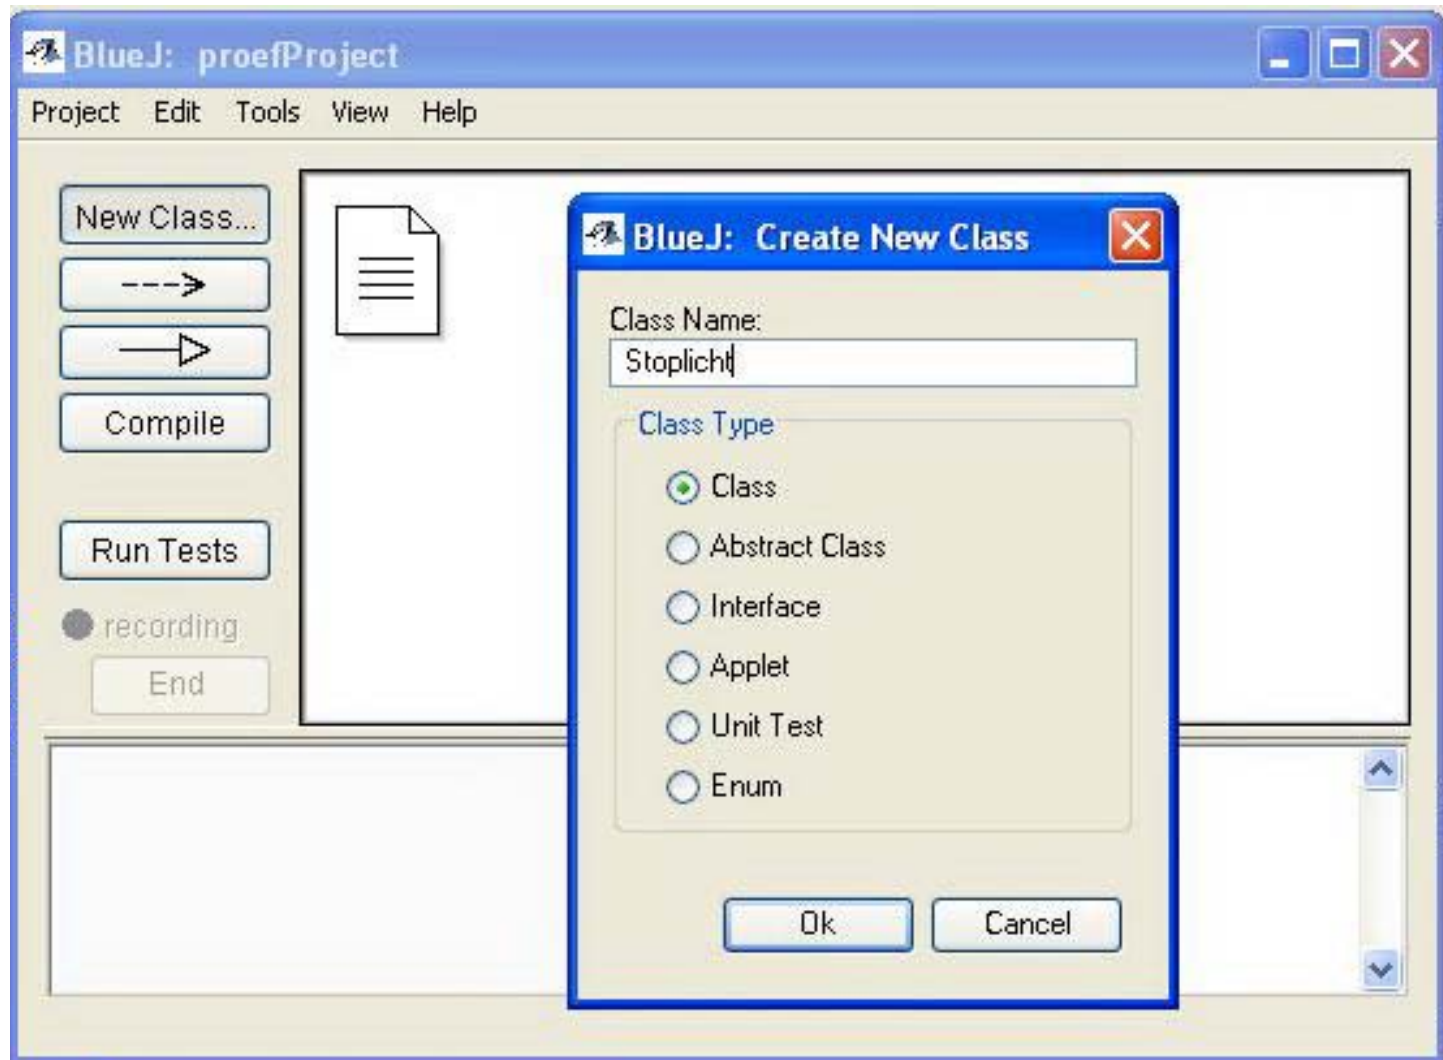 BlueJ: proefProject
Project Edit Tools View Help
New Class...
Compile
Run Tests
recording
End
BlueJ: Create New Class
Class Name:
Stoplicht
Class Type
Class
Abstract Class
Interface
Applet
Unit Test
Enum
Ok Cancel